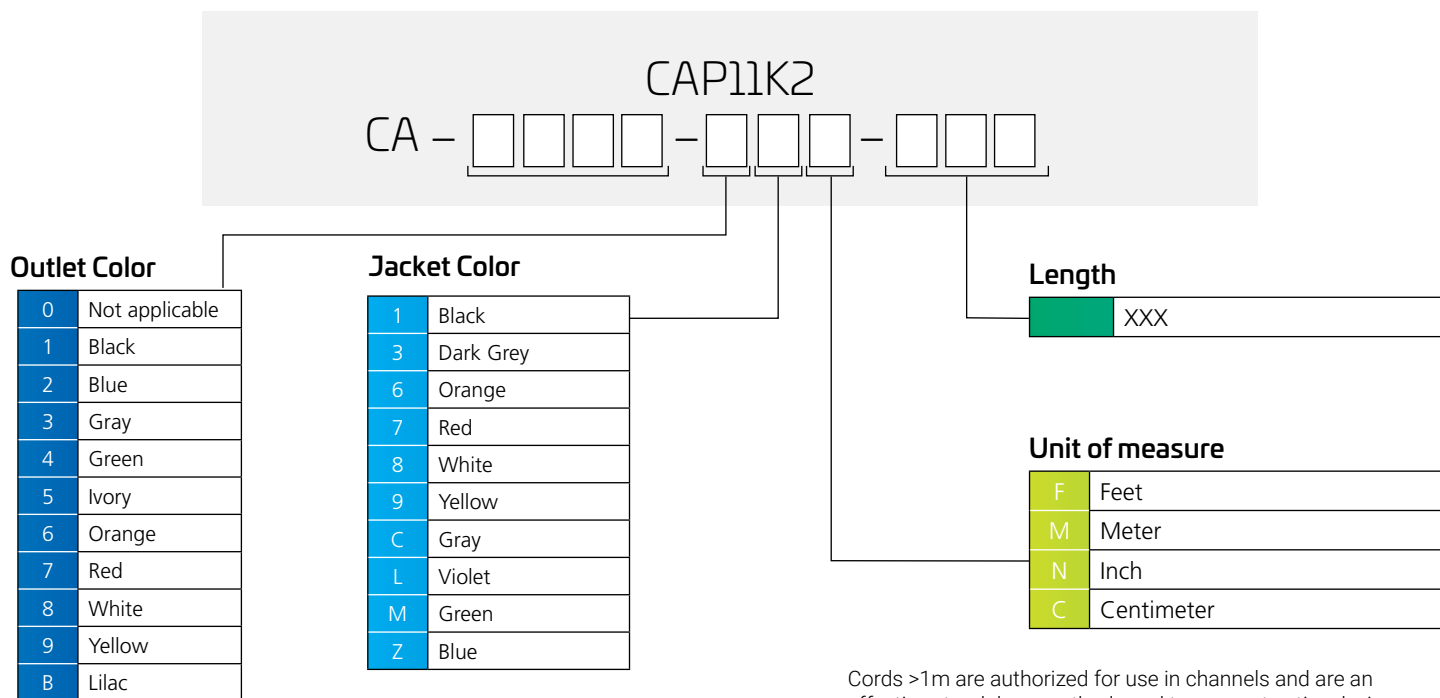 CAP11K2
CA – – –
Outlet Color
0 Not applicable
1 Black
2 Blue
3 Gray
4 Green
5 Ivory
6 Orange
7 Red
8 White
9 Yellow
B Lilac
Jacket Color
1 Black
3 Dark Grey
6 Orange
7 Red
8 White
9 Yellow
C Gray
L Violet
M Green
Z Blue
Length
XXX
Unit of measure
F Feet
M Meter
N Inch
C Centimeter
Cords >1m are authorized for use in channels and are an